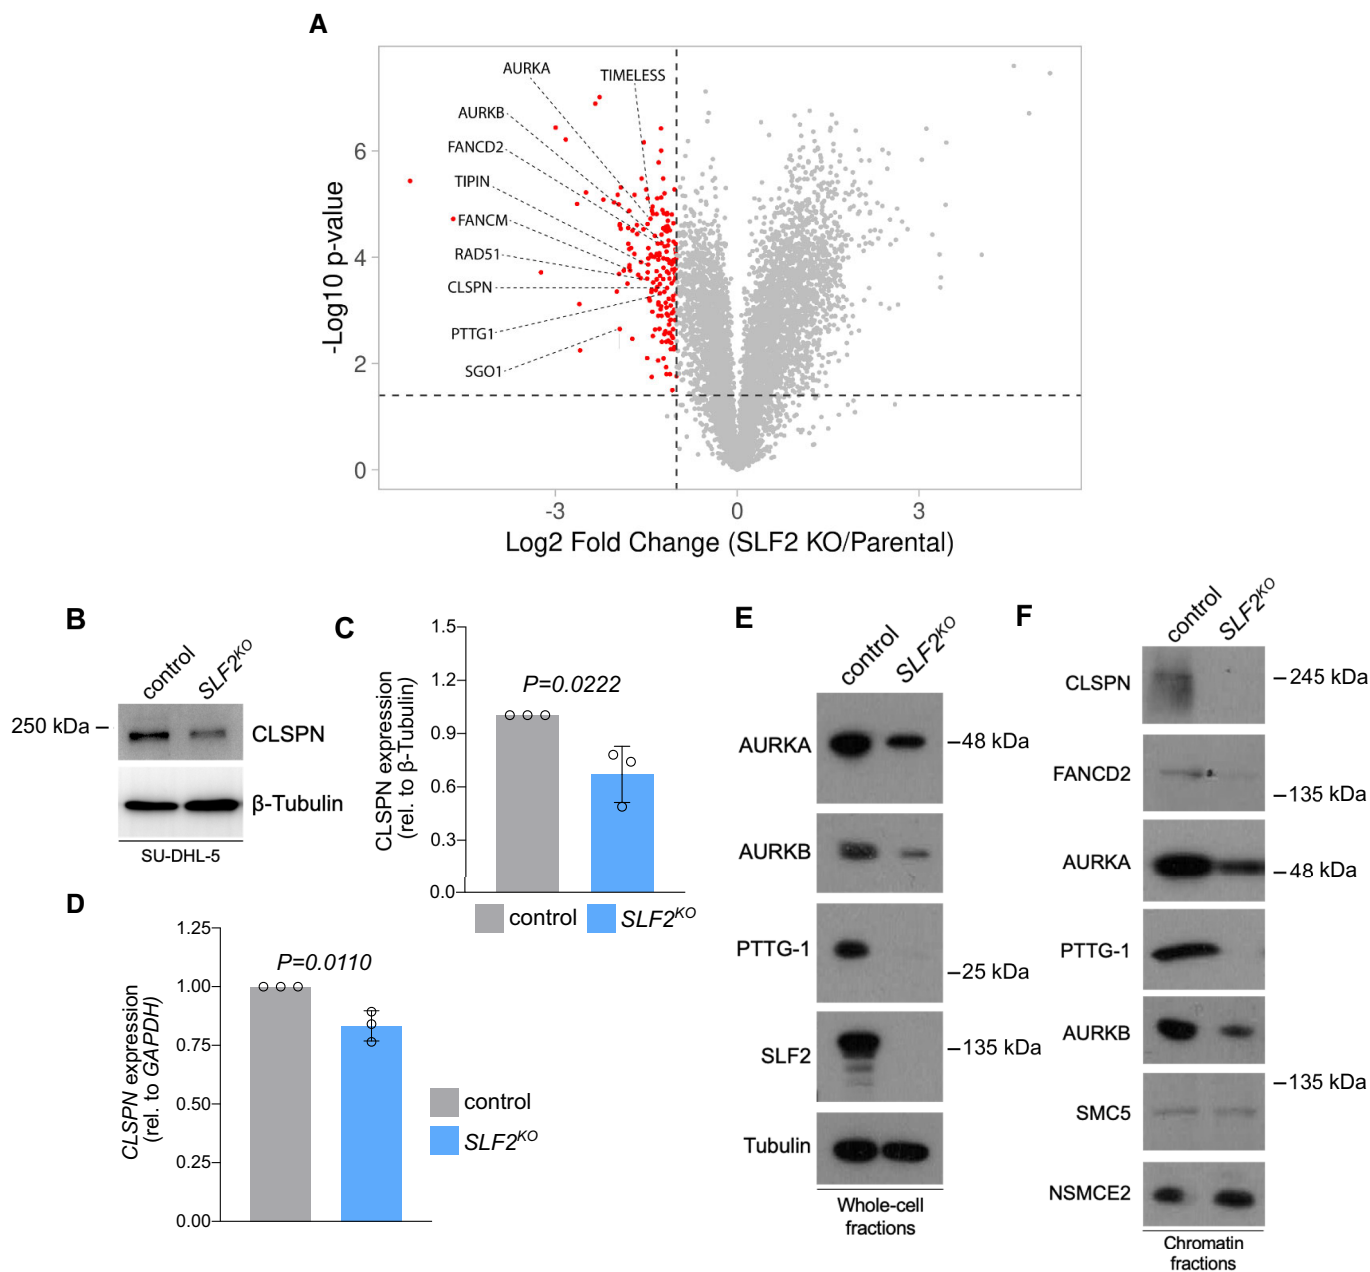 A
AURKA
TIMELESS
AURKB
FANCD2
TIPIN
FANCM
RAD51
CLSPN
PTTG1
SGO1
6
4
2
0
-Log10 p-value
-3
0
3
Log2 Fold Change (SLF2 KO/Parental)
B
control
SLF2KO
250 kDa
CLSPN
β-Tubulin
SU-DHL-5
C
1.5
1.2
0.9
0.6
0.3
0.0
CLSPN expression
(rel. to β-Tubulin)
P=0.0222
control
SLF2KO
D
1.25
1.00
0.75
0.50
0.25
0.00
CLSPN expression
(rel. to GAPDH)
P=0.0110
control
SLF2KO
E
control
SLF2KO
AURKA
48 kDa
AURKB
PTTG-1
25 kDa
SLF2
135 kDa
Tubulin
Whole-cell
fractions
F
control
SLF2KO
CLSPN
245 kDa
FANCD2
135 kDa
AURKA
48 kDa
PTTG-1
AURKB
135 kDa
SMC5
NSMCE2
Chromatin
fractions